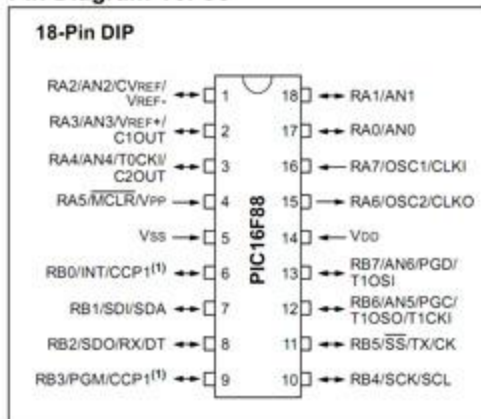 18-Pin DIP
RA2/AN2/CVREF/
VREF-
RA3/AN3/VREF+/
C1OUT
RA4/AN4/T0CKI/
C2OUT
RA5/MCLR/VPP
VSS
RB0/INT/CCP1(1)
RB1/SDI/SDA
RB2/SDO/RX/DT
RB3/PGM/CCP1(1)
1
2
3
4
5
6
7
8
9
PIC16F88
18
17
16
15
14
13
12
11
10
RA1/AN1
RA0/AN0
RA7/OSC1/CLKI
RA6/OSC2/CLKO
VDD
RB7/AN6/PGD/
T1OSI
RB6/AN5/PGC/
T1OSO/T1CKI
RB5/SS/TX/CK
RB4/SCK/SCL